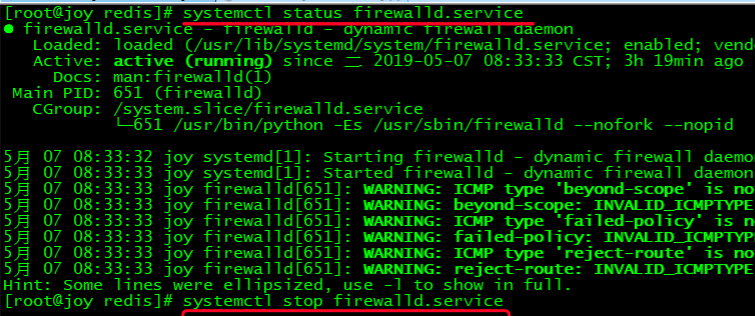 [root@joy redis]# systemctl status firewalld.service
● firewalld.service - firewalld - dynamic firewall daemon
Loaded: loaded (/usr/lib/systemd/system/firewalld.service; enabled; vend
Active: active (running) since 二 2019-05-07 08:33:33 CST; 3h 19min ago
Docs: man:firewalld(1)
Main PID: 651 (firewalld)
CGroup: /system.slice/firewalld.service
└─651 /usr/bin/python -Es /usr/sbin/firewalld --nofork --nopid
5月 07 08:33:32 joy systemd[1]: Starting firewalld - dynamic firewall daemo
5月 07 08:33:33 joy systemd[1]: Started firewalld - dynamic firewall daemon
5月 07 08:33:33 joy firewalld[651]: WARNING: ICMP type 'beyond-scope' is no
5月 07 08:33:33 joy firewalld[651]: WARNING: beyond-scope: INVALID_ICMPTYPE
5月 07 08:33:33 joy firewalld[651]: WARNING: ICMP type 'failed-policy' is n
5月 07 08:33:33 joy firewalld[651]: WARNING: failed-policy: INVALID_ICMPTYP
5月 07 08:33:33 joy firewalld[651]: WARNING: ICMP type 'reject-route' is no
5月 07 08:33:33 joy firewalld[651]: WARNING: reject-route: INVALID_ICMPTYPE
Hint: Some lines were ellipsized, use -l to show in full.
[root@joy redis]# systemctl stop firewalld.service